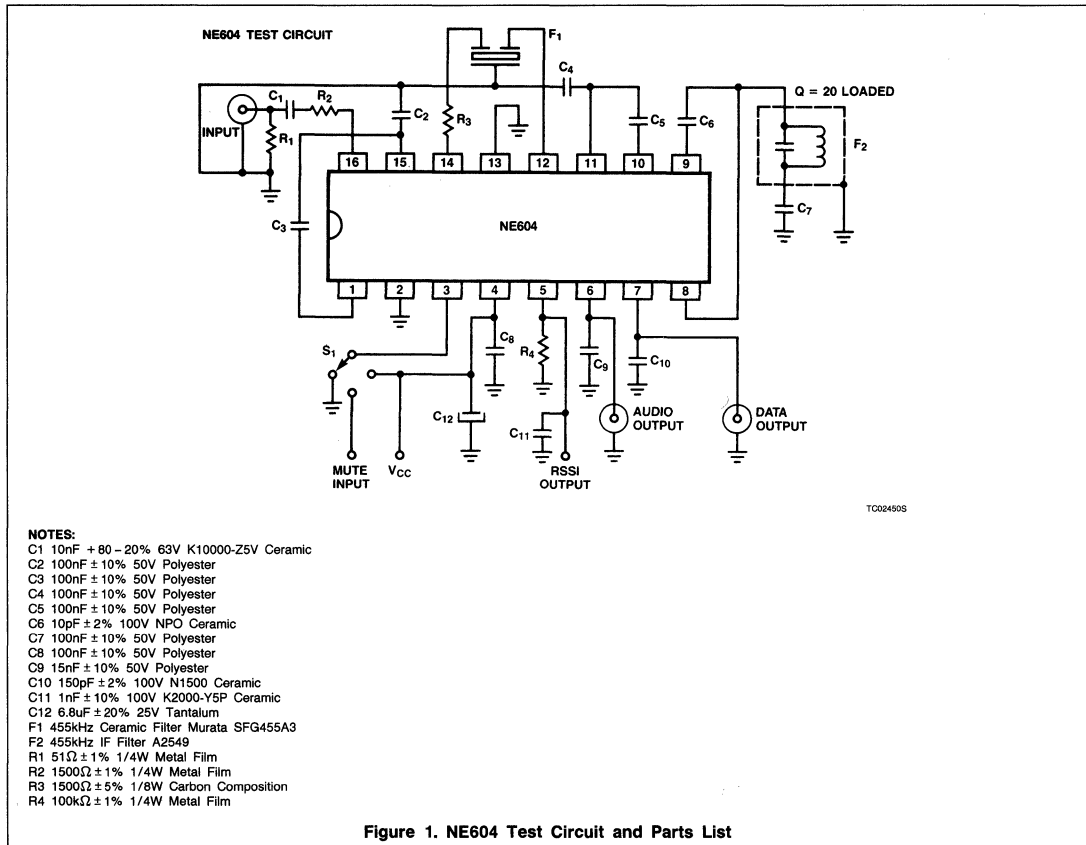 NE604 TEST CIRCUIT
F1
C4
Q = 20 LOADED
C1 R2
C2
R3
C5
C6
INPUT
R1
F2
16 15. 14 13 12 11 10 9
C7
C3
NE604
1 2 3 4 5 6 7 8
S1
C8
R4
C9
C10
C12
C11
AUDIO OUTPUT
DATA OUTPUT
MUTE INPUT
VCC
RSSI OUTPUT
TC02450S
NOTES:
C1 10nF +80 – 20% 63V K10000-Z5V Ceramic
C2 100nF ± 10% 50V Polyester
C3 100nF ± 10% 50V Polyester
C4 100nF ± 10% 50V Polyester
C5 100nF ± 10% 50V Polyester
C6 10pF ± 2% 100V NPO Ceramic
C7 100nF ± 10% 50V Polyester
C8 100nF ± 10% 50V Polyester
C9 15nF ± 10% 50V Polyester
C10 150pF ± 2% 100V N1500 Ceramic
C11 1nF ± 10% 100V K2000-Y5P Ceramic
C12 6.8uF ± 20% 25V Tantalum
F1 455kHz Ceramic Filter Murata SFG455A3
F2 455kHz IF Filter A2549
R1 51Ω ± 1% 1/4W Metal Film
R2 1500Ω ± 1% 1/4W Metal Film
R3 1500Ω ± 5% 1/8W Carbon Composition
R4 100kΩ ± 1% 1/4W Metal Film
Figure 1. NE604 Test Circuit and Parts List